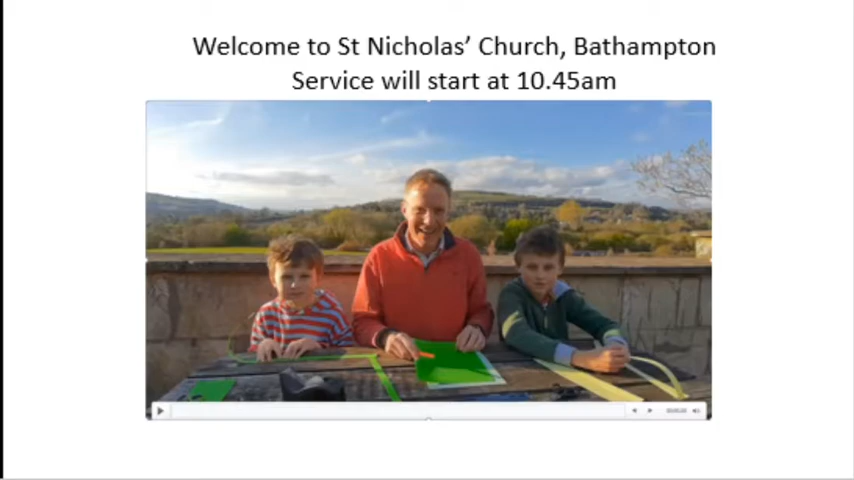 Welcome to St Nicholas’ Church, Bathampton
Service will start at 10.45am